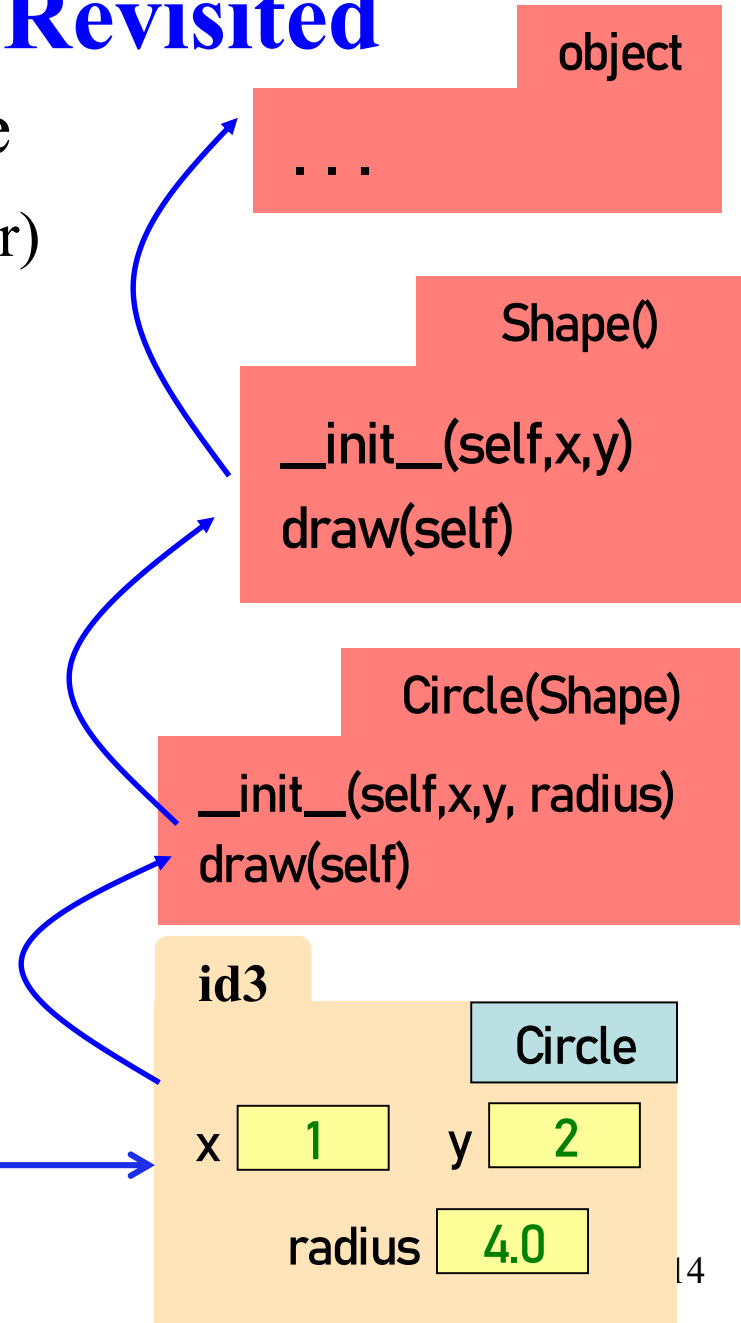 Revisited
object
e
. . .
r)
Shape()
__init__(self,x,y)
draw(self)
Circle(Shape)
__init__(self,x,y, radius)
draw(self)
id3
Circle
x 1 y 2
radius 4.0
14